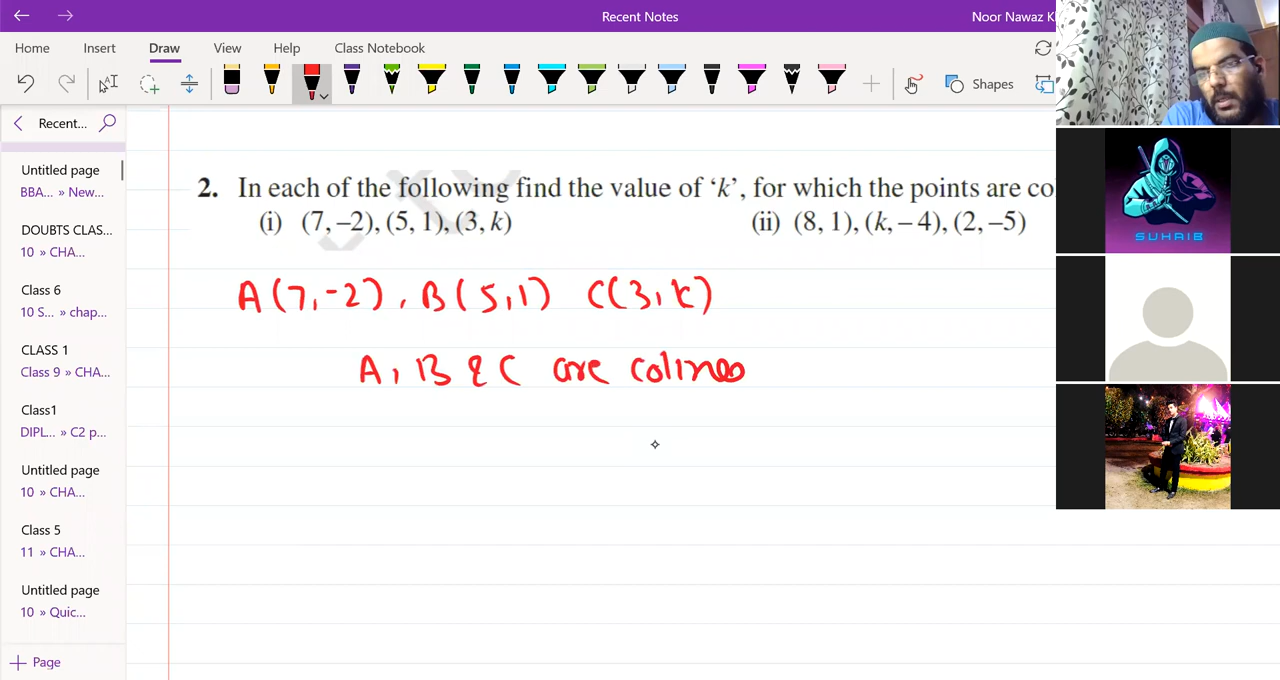 Recent Notes
Noor Nawaz K
Home Insert Draw View Help Class Notebook
Shapes
Recent...
Untitled page
BBA... » New...
DOUBTS CLAS...
10 » CHA...
Class 6
10 S... » chap...
CLASS 1
Class 9 » CHA...
Class1
DIPL... » C2 p...
Untitled page
10 » CHA...
Class 5
11 » CHA...
Untitled page
10 » Quic...
Page
2. In each of the following find the value of ‘k’, for which the points are co
(i) (7, –2), (5, 1), (3, k) (ii) (8, 1), (k, – 4), (2, –5)
A (7, -2), B (5, 1) C(3, k)
A, B & C are colinea
SUHAIB